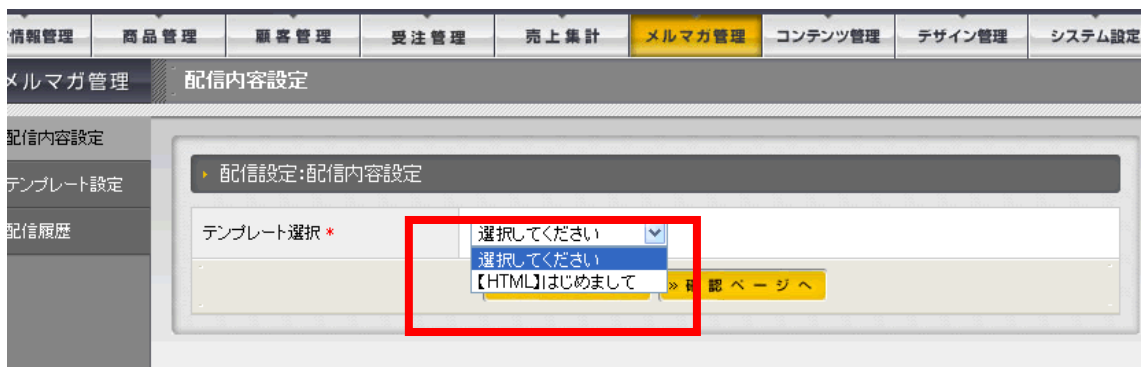 情報管理 商品管理 顧客管理 受注管理 売上集計 メルマガ管理 コンテンツ管理 デザイン管理 システム設定
メルマガ管理 配信内容設定
配信内容設定
配信設定:配信内容設定
テンプレート設定
配信履歴
テンプレート選択 * 選択してください
選択してください
【HTML】はじめまして
» 確認ページへ